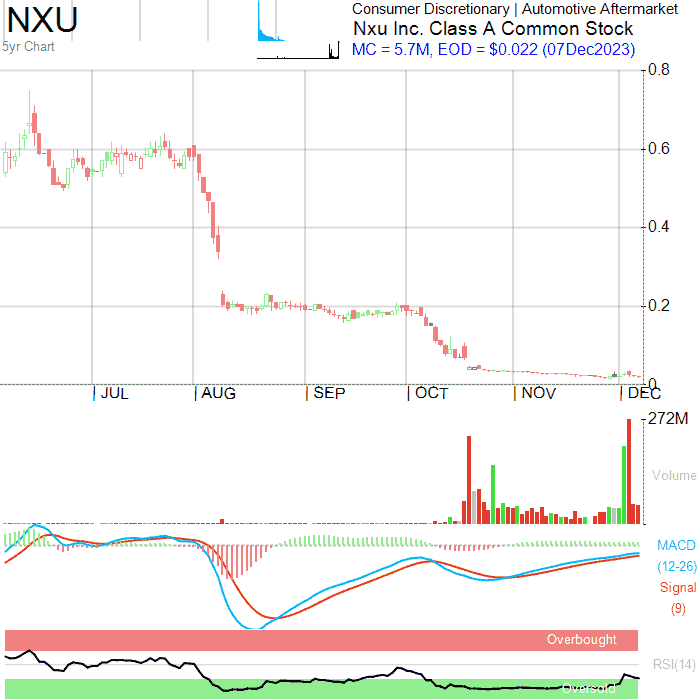 NXU
5yr Chart
Consumer Discretionary | Automotive Aftermarket
Nxu Inc. Class A Common Stock
MC = 5.7M, EOD = $0.022 (07Dec2023)
0.8
0.6
0.4
0.2
0
JUL AUG SEP OCT NOV DEC
272M
Volume
MACD
(12-26)
Signal
(9)
Overbought
RSI(14)
Oversold